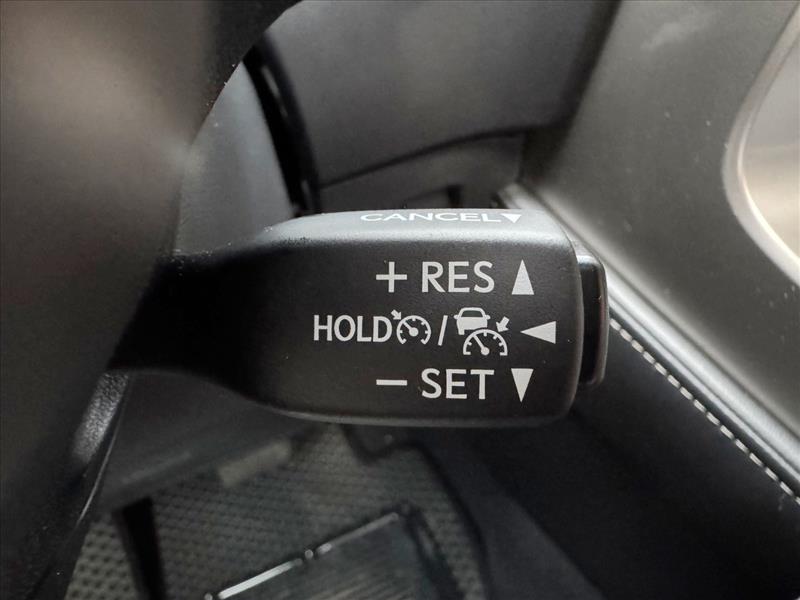 CANCEL▼
+ RES ▲
HOLD / ◀
− SET ▼